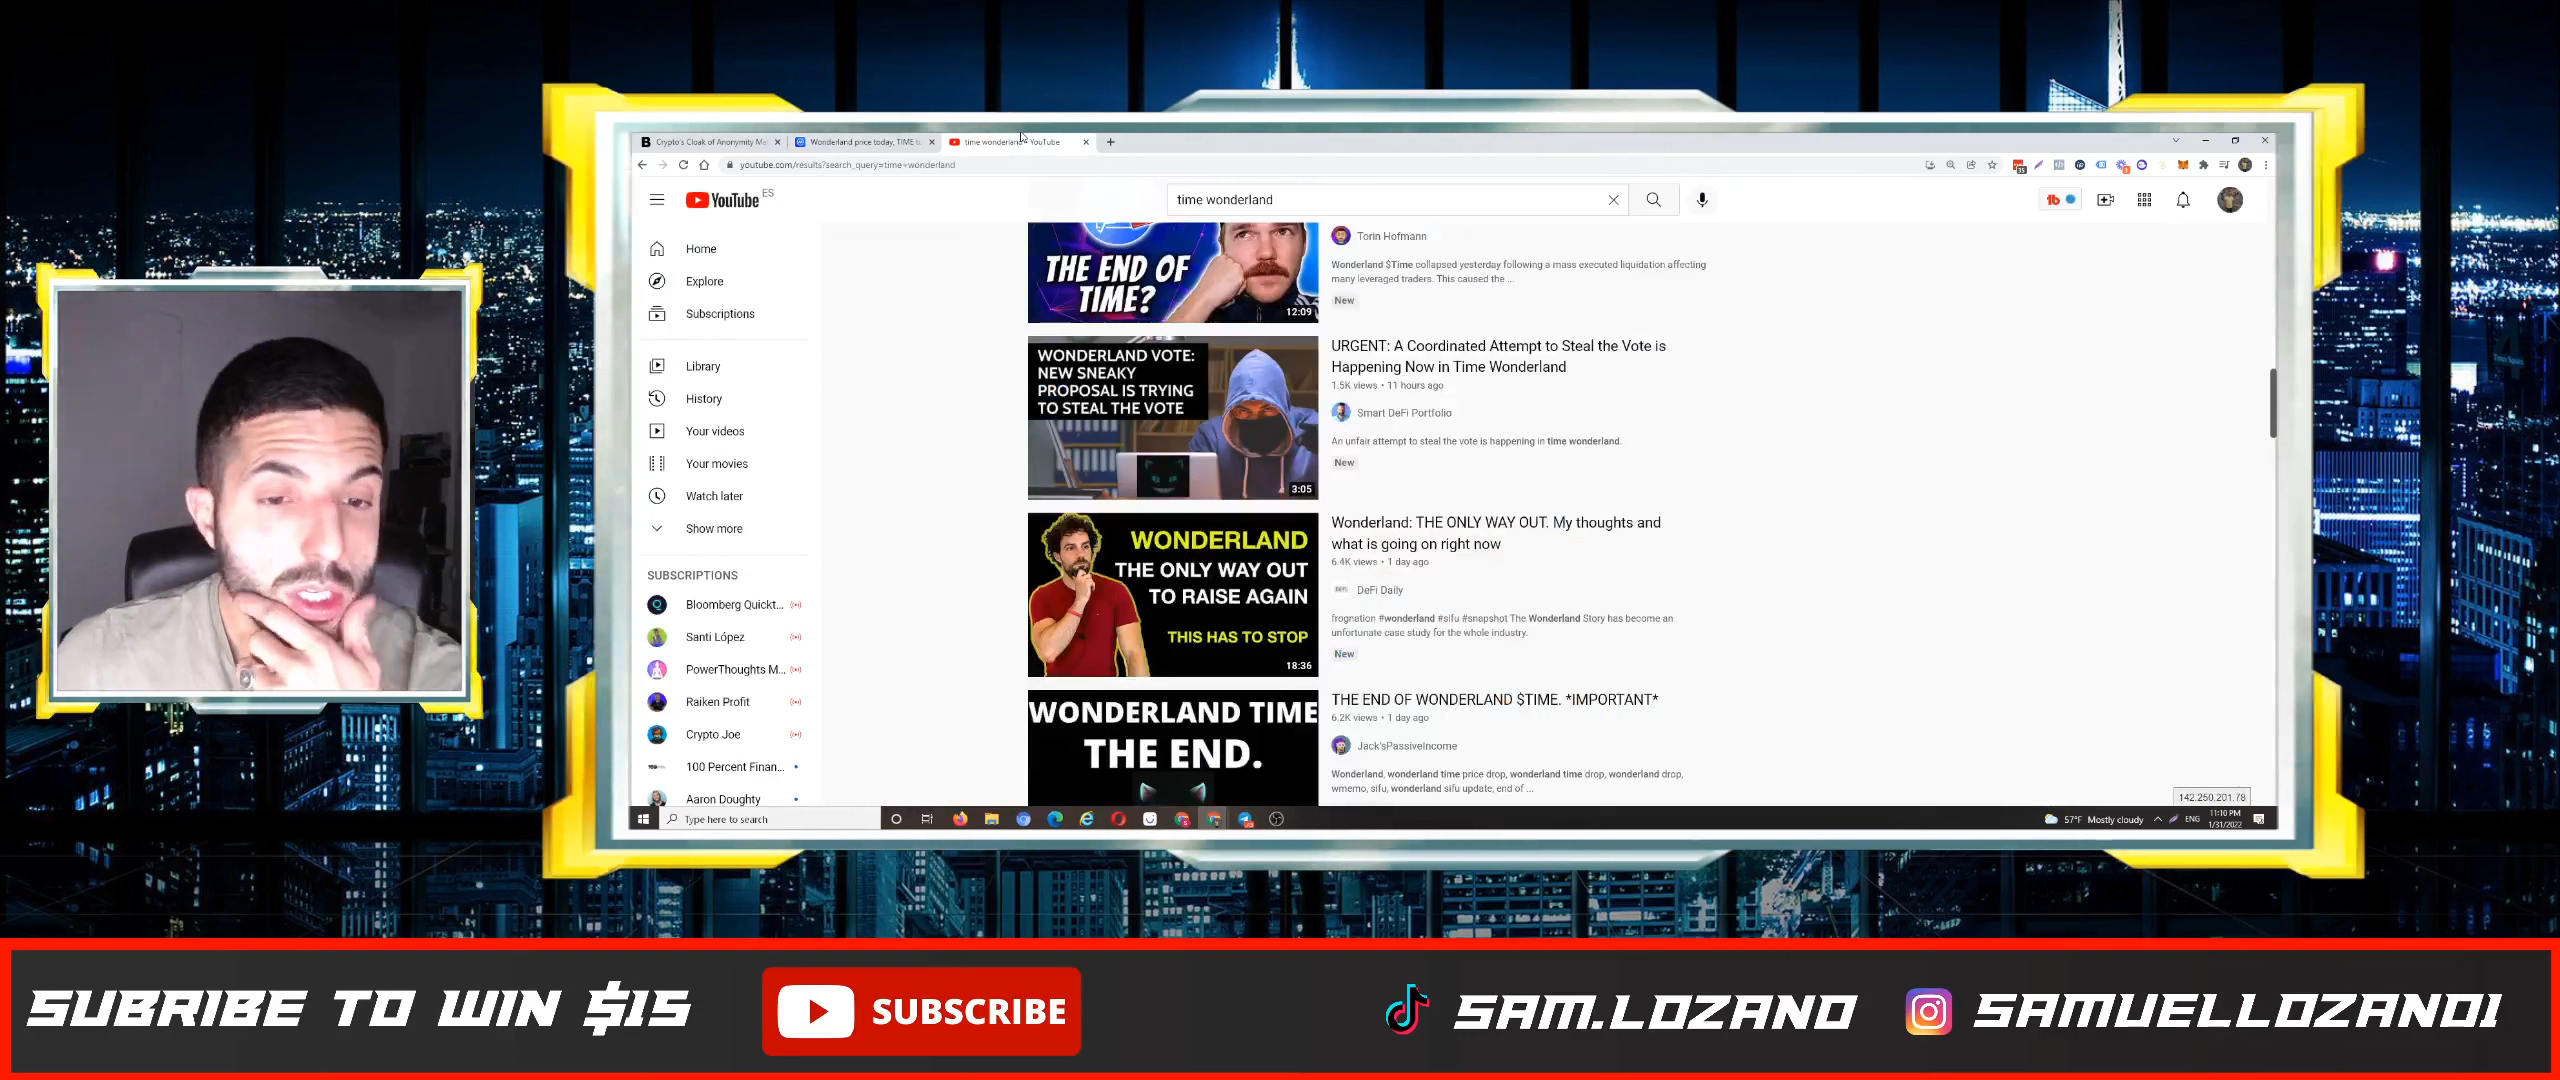 Crypto's Cloak of Anonymity Ma
Wonderland price today, TIME t
time wonderland - YouTube
youtube.com/results?search_query=time+wonderland
YouTube ES
time wonderland
Home
Explore
Subscriptions
Library
History
Your videos
Your movies
Watch later
Show more
SUBSCRIPTIONS
Bloomberg Quickt...
Santi López
PowerThoughts M...
Raiken Profit
Crypto Joe
100 Percent Finan...
Aaron Doughty
THE END OF
TIME?
12:09
Torin Hofmann
Wonderland $Time collapsed yesterday following a mass executed liquidation affecting
many leveraged traders. This caused the ...
New
WONDERLAND VOTE:
NEW SNEAKY
PROPOSAL IS TRYING
TO STEAL THE VOTE
3:05
URGENT: A Coordinated Attempt to Steal the Vote is
Happening Now in Time Wonderland
1.5K views • 11 hours ago
Smart DeFi Portfolio
An unfair attempt to steal the vote is happening in time wonderland.
New
WONDERLAND
THE ONLY WAY OUT
TO RAISE AGAIN
THIS HAS TO STOP
18:36
Wonderland: THE ONLY WAY OUT. My thoughts and
what is going on right now
6.4K views • 1 day ago
DeFi Daily
frognation #wonderland #sifu #snapshot The Wonderland Story has become an
unfortunate case study for the whole industry.
New
WONDERLAND TIME
THE END.
THE END OF WONDERLAND $TIME. *IMPORTANT*
6.2K views • 1 day ago
Jack'sPassiveIncome
Wonderland, wonderland time price drop, wonderland time drop, wonderland drop,
wmemo, sifu, wonderland sifu update, end of ...
142.250.201.78
Type here to search
57°F Mostly cloudy
ENG
11:10 PM
1/31/2022
SUBRIBE TO WIN $15
SUBSCRIBE
SAM.LOZANO
SAMUELLOZANO1